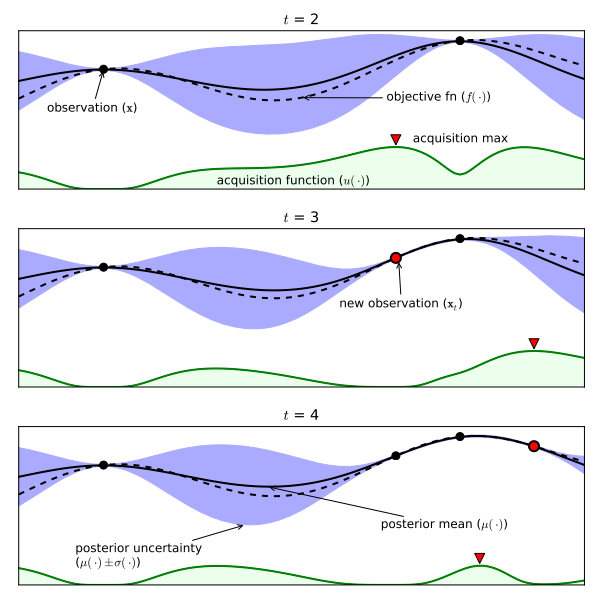 t = 2
observation (x)
objective fn (f(·))
acquisition max
acquisition function (u(·))
t = 3
new observation (xₜ)
t = 4
posterior mean (μ(·))
posterior uncertainty
(μ(·)±σ(·))